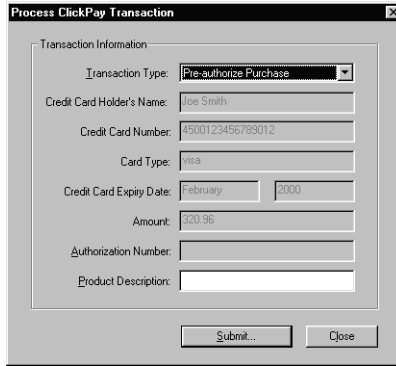 Process ClickPay Transaction
Transaction Information
Transaction Type: Pre-authorize Purchase
Credit Card Holder's Name: Joe Smith
Credit Card Number: 4500123456789012
Card Type: visa
Credit Card Expiry Date: February 2000
Amount: 320.96
Authorization Number:
Product Description:
Submit... Close